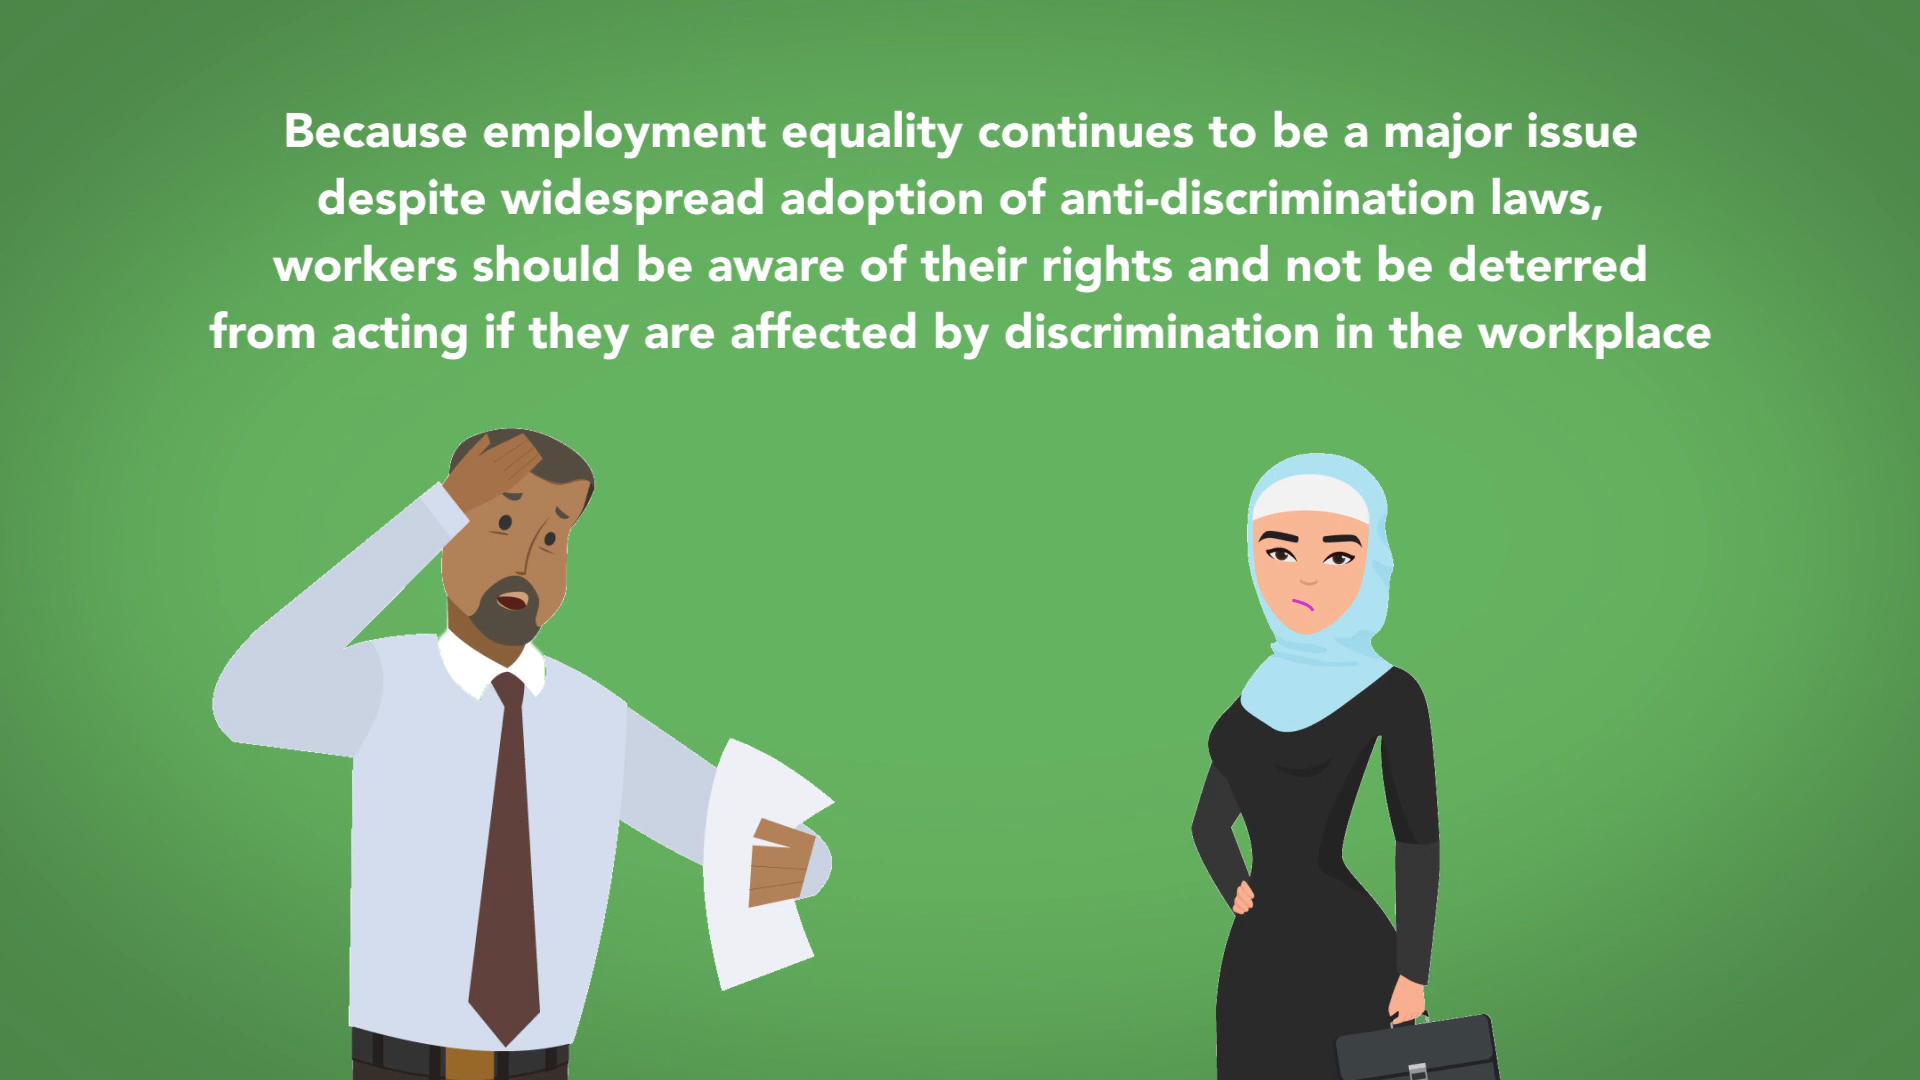 Because employment equality continues to be a major issue
despite widespread adoption of anti-discrimination laws,
workers should be aware of their rights and not be deterred
from acting if they are affected by discrimination in the workplace